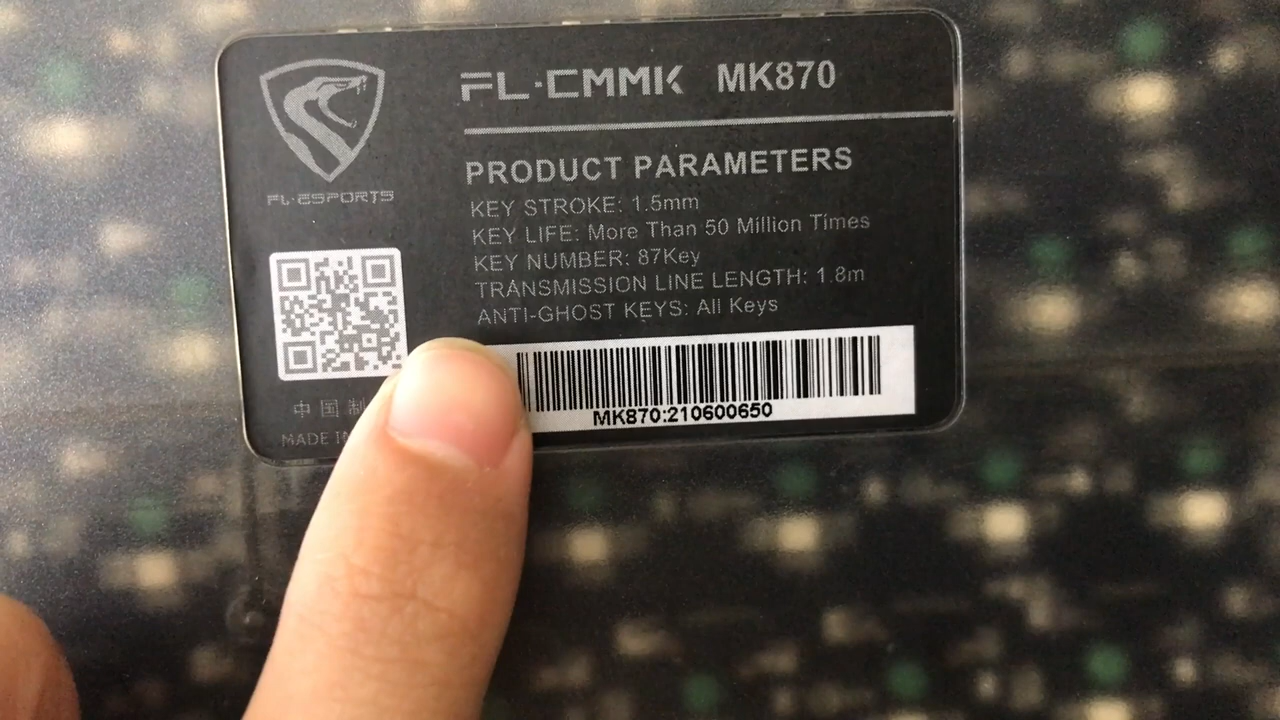 FL·CMMK MK870
FL·ESPORTS
PRODUCT PARAMETERS
KEY STROKE: 1.5mm
KEY LIFE: More Than 50 Million Times
KEY NUMBER: 87Key
TRANSMISSION LINE LENGTH: 1.8m
ANTI-GHOST KEYS: All Keys
中国制
MADE IN
MK870:210600650